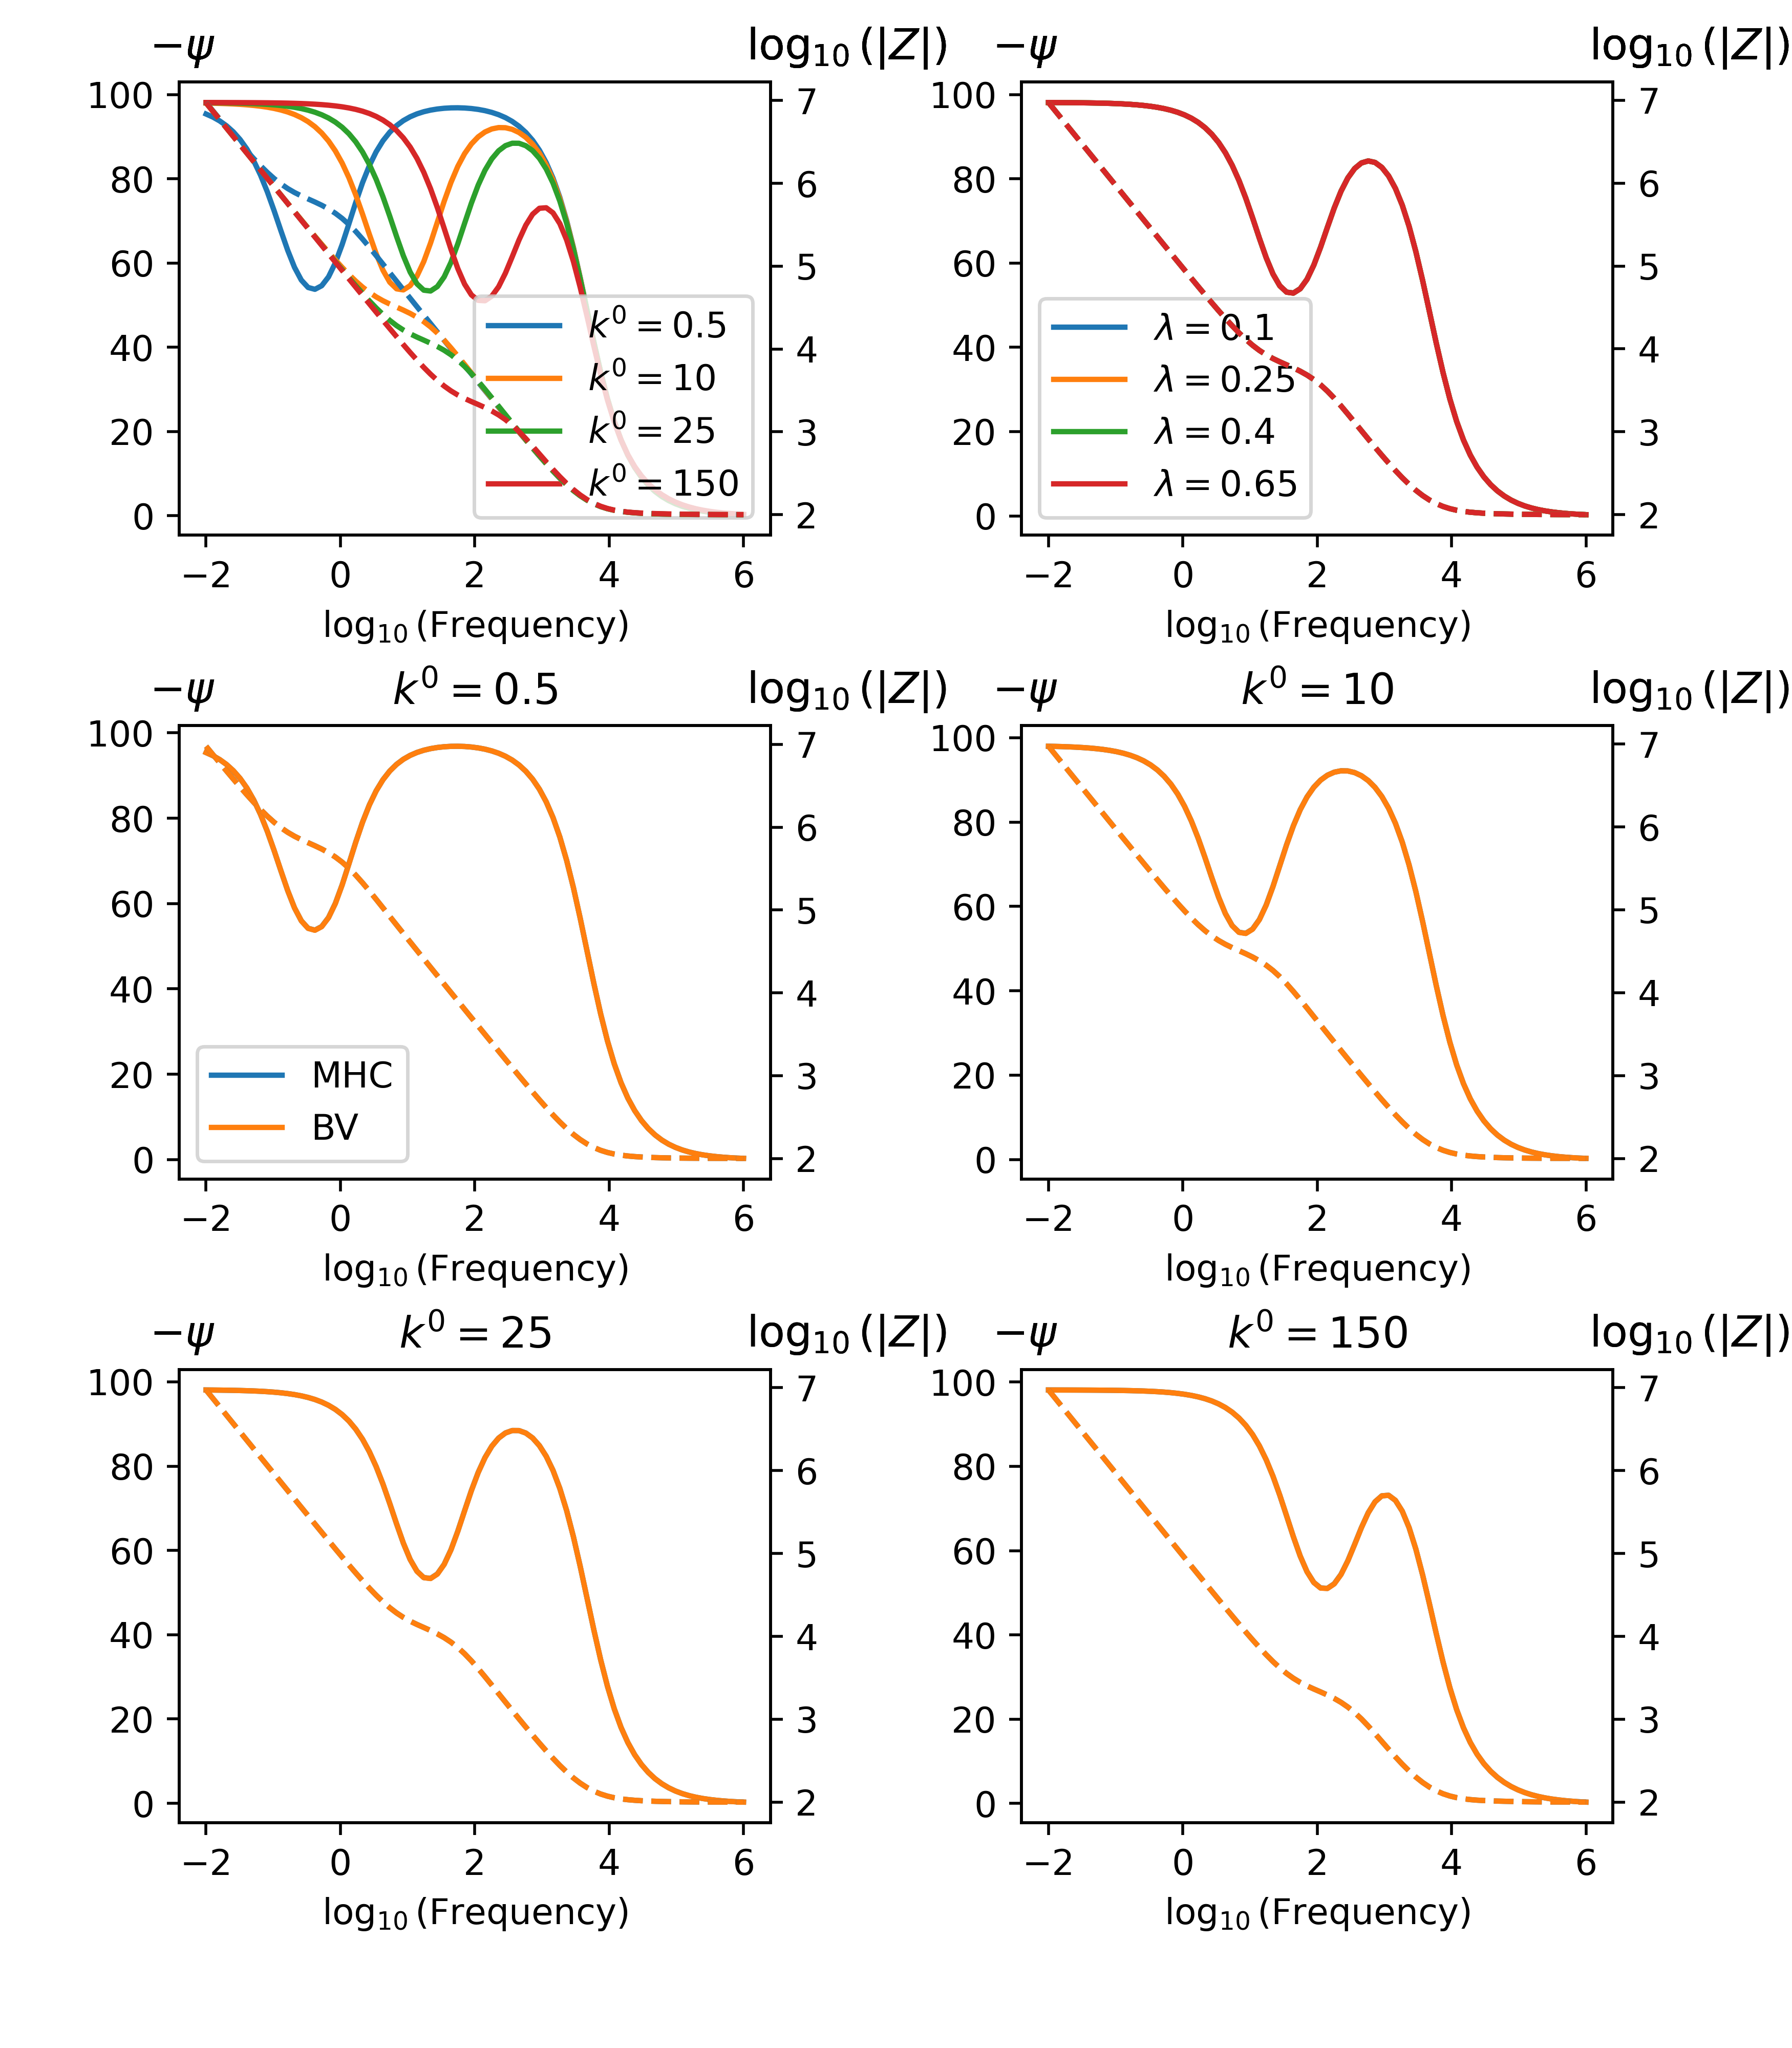 −ψ log₁₀(|Z|)
100
80
60
40
20
0
7
6
5
4
3
2
k⁰ = 0.5
k⁰ = 10
k⁰ = 25
k⁰ = 150
−2 0 2 4 6
log₁₀(Frequency)
−ψ log₁₀(|Z|)
100
80
60
40
20
0
7
6
5
4
3
2
λ = 0.1
λ = 0.25
λ = 0.4
λ = 0.65
−2 0 2 4 6
log₁₀(Frequency)
−ψ k⁰ = 0.5 log₁₀(|Z|)
100
80
60
40
20
0
7
6
5
4
3
2
MHC
BV
−2 0 2 4 6
log₁₀(Frequency)
−ψ k⁰ = 10 log₁₀(|Z|)
100
80
60
40
20
0
7
6
5
4
3
2
−2 0 2 4 6
log₁₀(Frequency)
−ψ k⁰ = 25 log₁₀(|Z|)
100
80
60
40
20
0
7
6
5
4
3
2
−2 0 2 4 6
log₁₀(Frequency)
−ψ k⁰ = 150 log₁₀(|Z|)
100
80
60
40
20
0
7
6
5
4
3
2
−2 0 2 4 6
log₁₀(Frequency)